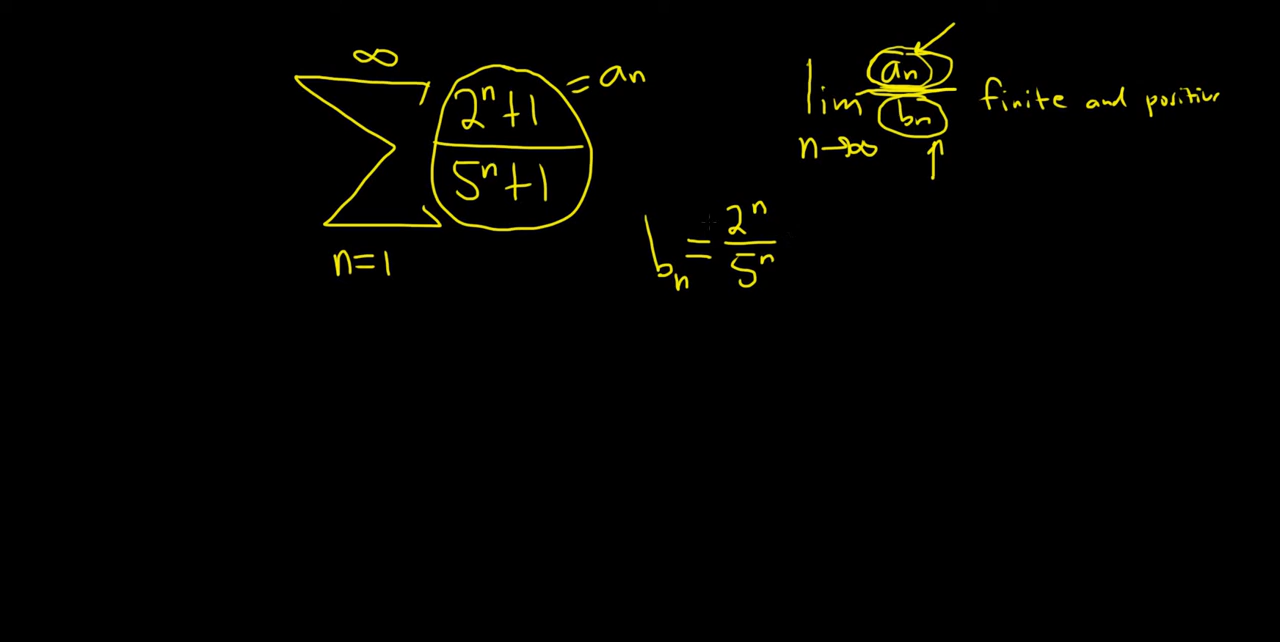 ∞
∑ (2ⁿ+1)/(5ⁿ+1) = aₙ
n=1
lim n→∞ aₙ/bₙ finite and positive
bₙ = 2ⁿ/5ⁿ